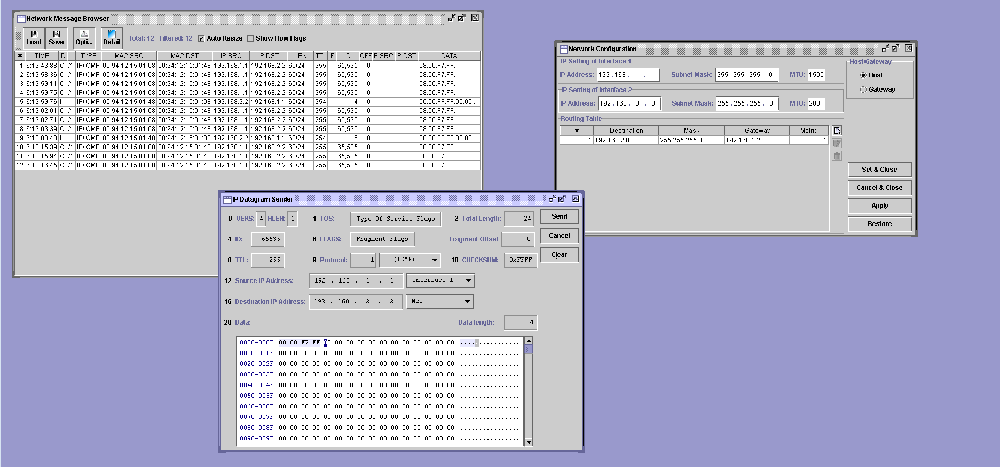 Network Message Browser
Load Save Opti... Detail Total: 12 Filtered: 12 Auto Resize Show Flow Flags
# TIME D I TYPE MAC SRC MAC DST IP SRC IP DST LEN TTL F ID OFF P SRC P DST DATA
1 6:12:43.88 O /1 IP/ICMP 00:94:12:15:01:08 00:94:12:15:01:48 192.168.1.1 192.168.2.2 60/24 255 65,535 0 08.00.F7.FF...
2 6:12:58.36 O /1 IP/ICMP 00:94:12:15:01:08 00:94:12:15:01:48 192.168.1.1 192.168.2.2 60/24 255 65,535 0 08.00.F7.FF...
3 6:12:59.11 O /1 IP/ICMP 00:94:12:15:01:08 00:94:12:15:01:48 192.168.1.1 192.168.2.2 60/24 255 65,535 0 08.00.F7.FF...
4 6:12:59.75 O /1 IP/ICMP 00:94:12:15:01:08 00:94:12:15:01:48 192.168.1.1 192.168.2.2 60/24 255 65,535 0 08.00.F7.FF...
5 6:12:59.76 I 1 IP/ICMP 00:94:12:15:01:48 00:94:12:15:01:08 192.168.2.2 192.168.1.1 60/24 254 4 0 00.00.FF.FF.00.00...
6 6:13:02.01 O /1 IP/ICMP 00:94:12:15:01:08 00:94:12:15:01:48 192.168.1.1 192.168.2.2 60/24 255 65,535 0 08.00.F7.FF...
7 6:13:02.71 O /1 IP/ICMP 00:94:12:15:01:08 00:94:12:15:01:48 192.168.1.1 192.168.2.2 60/24 255 65,535 0 08.00.F7.FF...
8 6:13:03.39 O /1 IP/ICMP 00:94:12:15:01:08 00:94:12:15:01:48 192.168.1.1 192.168.2.2 60/24 255 65,535 0 08.00.F7.FF...
9 6:13:03.40 I 1 IP/ICMP 00:94:12:15:01:48 00:94:12:15:01:08 192.168.2.2 192.168.1.1 60/24 254 5 0 00.00.FF.FF.00.00...
10 6:13:15.39 O /1 IP/ICMP 00:94:12:15:01:08 00:94:12:15:01:48 192.168.1.1 192.168.2.2 60/24 255 65,535 0 08.00.F7.FF...
11 6:13:15.94 O /1 IP/ICMP 00:94:12:15:01:08 00:94:12:15:01:48 192.168.1.1 192.168.2.2 60/24 255 65,535 0 08.00.F7.FF...
12 6:13:16.45 O /1 IP/ICMP 00:94:12:15:01:08 00:94:12:15:01:48 192.168.1.1 192.168.2.2 60/24 255 65,535 0 08.00.F7.FF...
Network Configuration
IP Setting of Interface 1
IP Address: 192 . 168 . 1 . 1 Subnet Mask: 255 . 255 . 255 . 0 MTU: 1500
IP Setting of Interface 2
IP Address: 192 . 168 . 3 . 3 Subnet Mask: 255 . 255 . 255 . 0 MTU: 200
Host/Gateway
Host
Gateway
Routing Table
# Destination Mask Gateway Metric
1 192.168.2.0 255.255.255.0 192.168.1.2 1
Set & Close
Cancel & Close
Apply
Restore
IP Datagram Sender
0 VERS: 4 HLEN: 5 1 TOS: Type Of Service Flags 2 Total Length: 24 Send
4 ID: 65535 6 FLAGS: Fragment Flags Fragment Offset 0 Cancel
8 TTL: 255 9 Protocol: 1 1(ICMP) 10 CHECKSUM: 0xFFFF Clear
12 Source IP Address: 192 . 168 . 1 . 1 Interface 1
16 Destination IP Address: 192 . 168 . 2 . 2 New
20 Data: Data length: 4
0000-000F 08 00 F7 FF 00 00 00 00 00 00 00 00 00 00 00 00 ................
0010-001F 00 00 00 00 00 00 00 00 00 00 00 00 00 00 00 00 ................
0020-002F 00 00 00 00 00 00 00 00 00 00 00 00 00 00 00 00 ................
0030-003F 00 00 00 00 00 00 00 00 00 00 00 00 00 00 00 00 ................
0040-004F 00 00 00 00 00 00 00 00 00 00 00 00 00 00 00 00 ................
0050-005F 00 00 00 00 00 00 00 00 00 00 00 00 00 00 00 00 ................
0060-006F 00 00 00 00 00 00 00 00 00 00 00 00 00 00 00 00 ................
0070-007F 00 00 00 00 00 00 00 00 00 00 00 00 00 00 00 00 ................
0080-008F 00 00 00 00 00 00 00 00 00 00 00 00 00 00 00 00 ................
0090-009F 00 00 00 00 00 00 00 00 00 00 00 00 00 00 00 00 ................